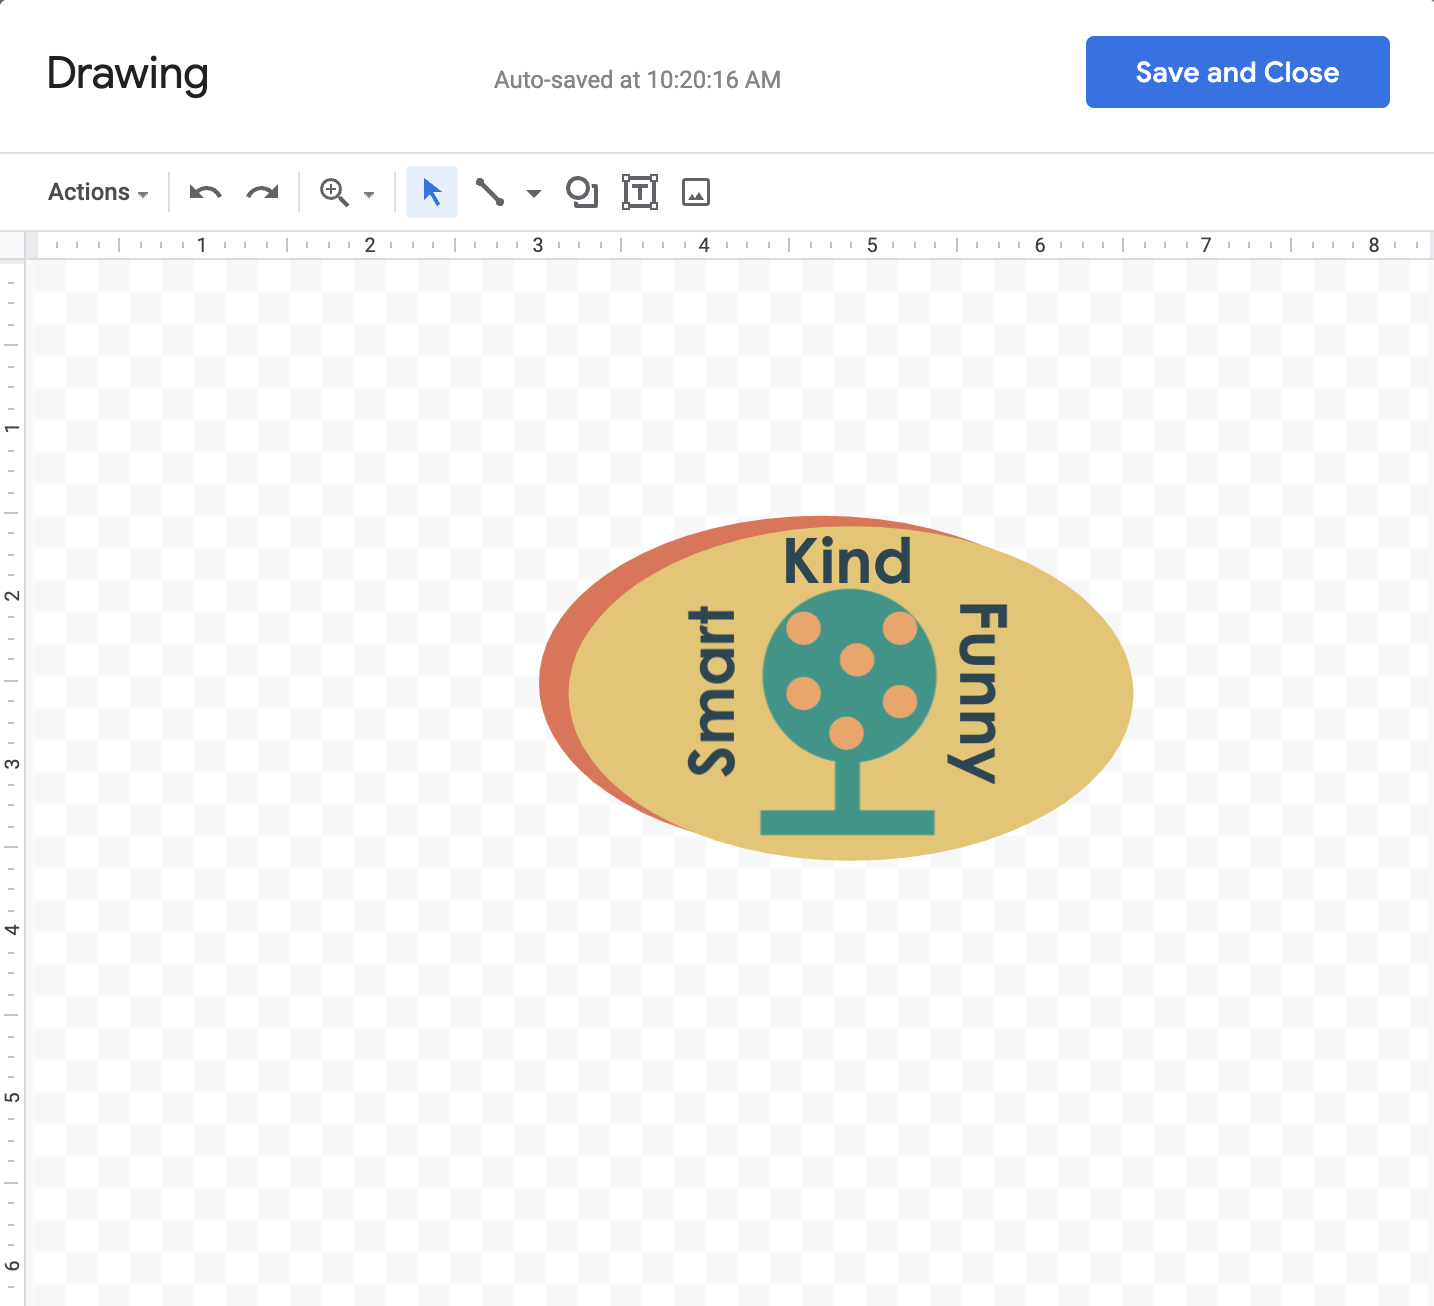 Drawing
Auto-saved at 10:20:16 AM
Save and Close
Actions
1 2 3 4 5 6 7 8
1
2
3
4
5
6
Kind
Smart
Funny